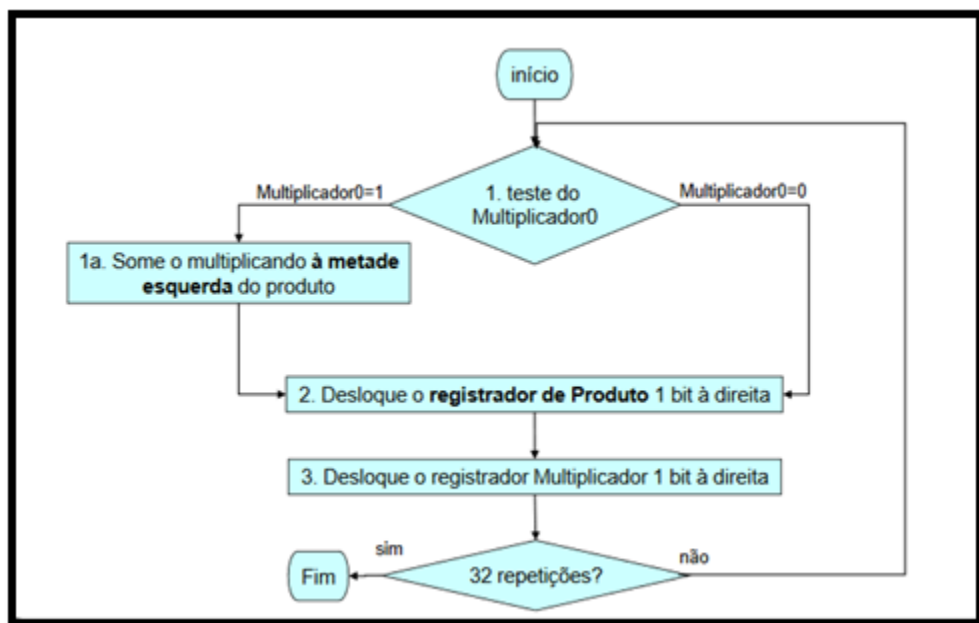 início
Multiplicador0=1
1. teste do
Multiplicador0
Multiplicador0=0
1a. Some o multiplicando à metade
esquerda do produto
2. Desloque o registrador de Produto 1 bit à direita
3. Desloque o registrador Multiplicador 1 bit à direita
sim
32 repetições?
não
Fim